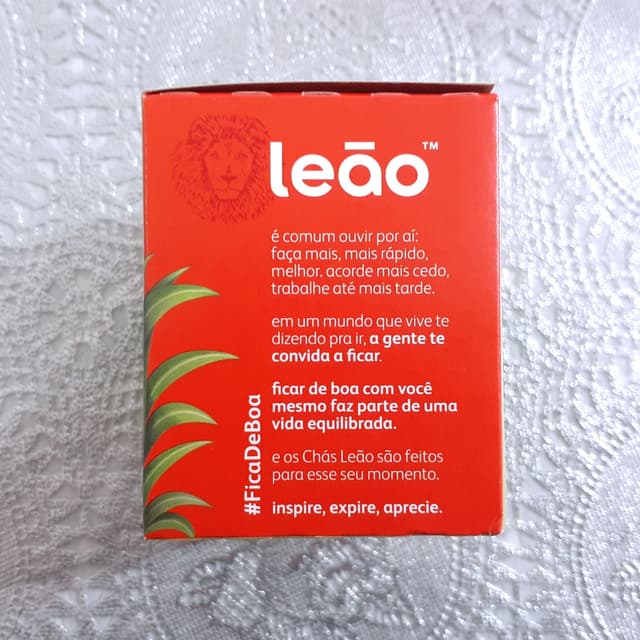 leão™
é comum ouvir por aí:
faça mais, mais rápido,
melhor. acorde mais cedo,
trabalhe até mais tarde.
em um mundo que vive te
dizendo pra ir, a gente te
convida a ficar.
ficar de boa com você
mesmo faz parte de uma
vida equilibrada.
e os Chás Leão são feitos
para esse seu momento.
inspire, expire, aprecie.
#FicaDeBoa